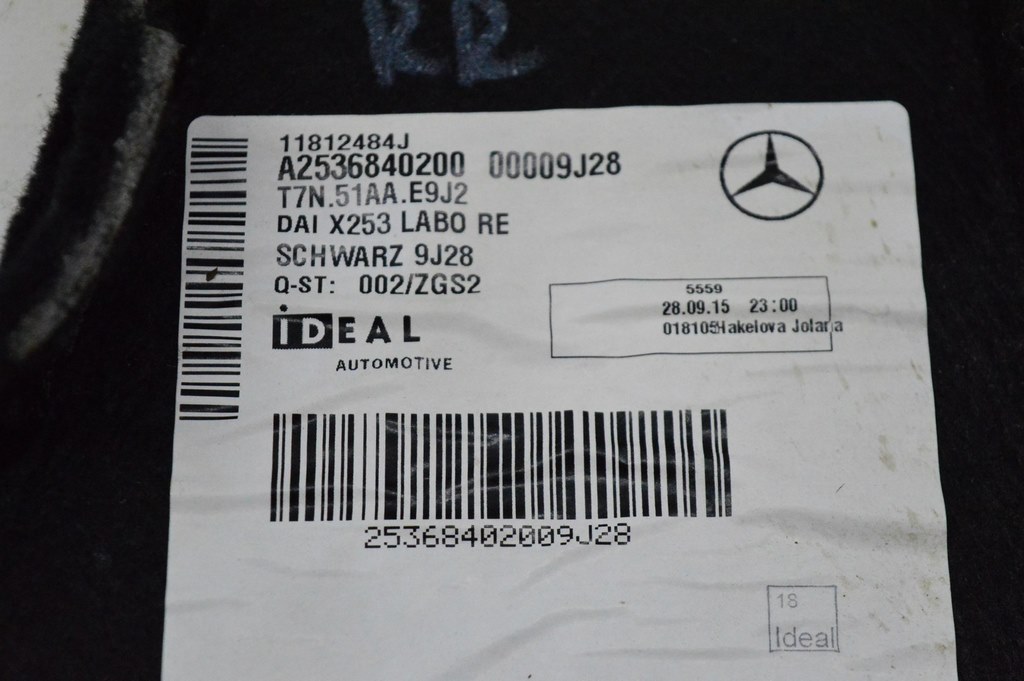 RR
11812484J
A2536840200 00009J28
T7N.51AA.E9J2
DAI X253 LABO RE
SCHWARZ 9J28
Q-ST: 002/ZGS2
5559
28.09.15 23:00
018105Hakelova Jolana
iDEAL
AUTOMOTIVE
25368402009J28
18
Ideal